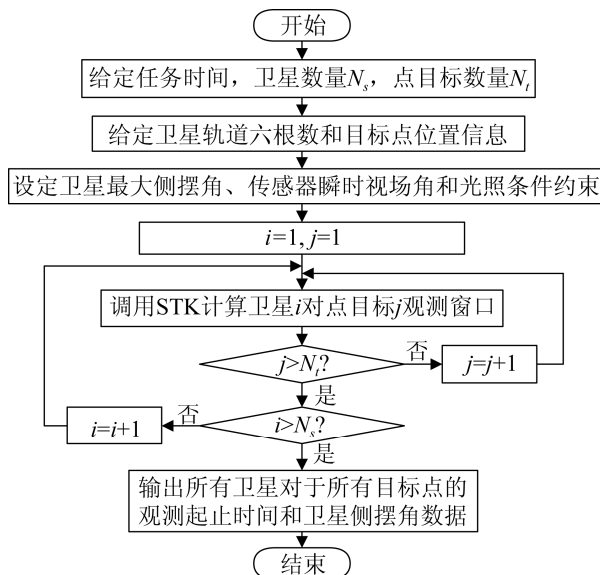 开始
给定任务时间，卫星数量Ns，点目标数量Nt
给定卫星轨道六根数和目标点位置信息
设定卫星最大侧摆角、传感器瞬时视场角和光照条件约束
i=1, j=1
调用STK计算卫星i对点目标j观测窗口
j>Nt?
否
j=j+1
是
i>Ns?
否
i=i+1
是
输出所有卫星对于所有目标点的
观测起止时间和卫星侧摆角数据
结束